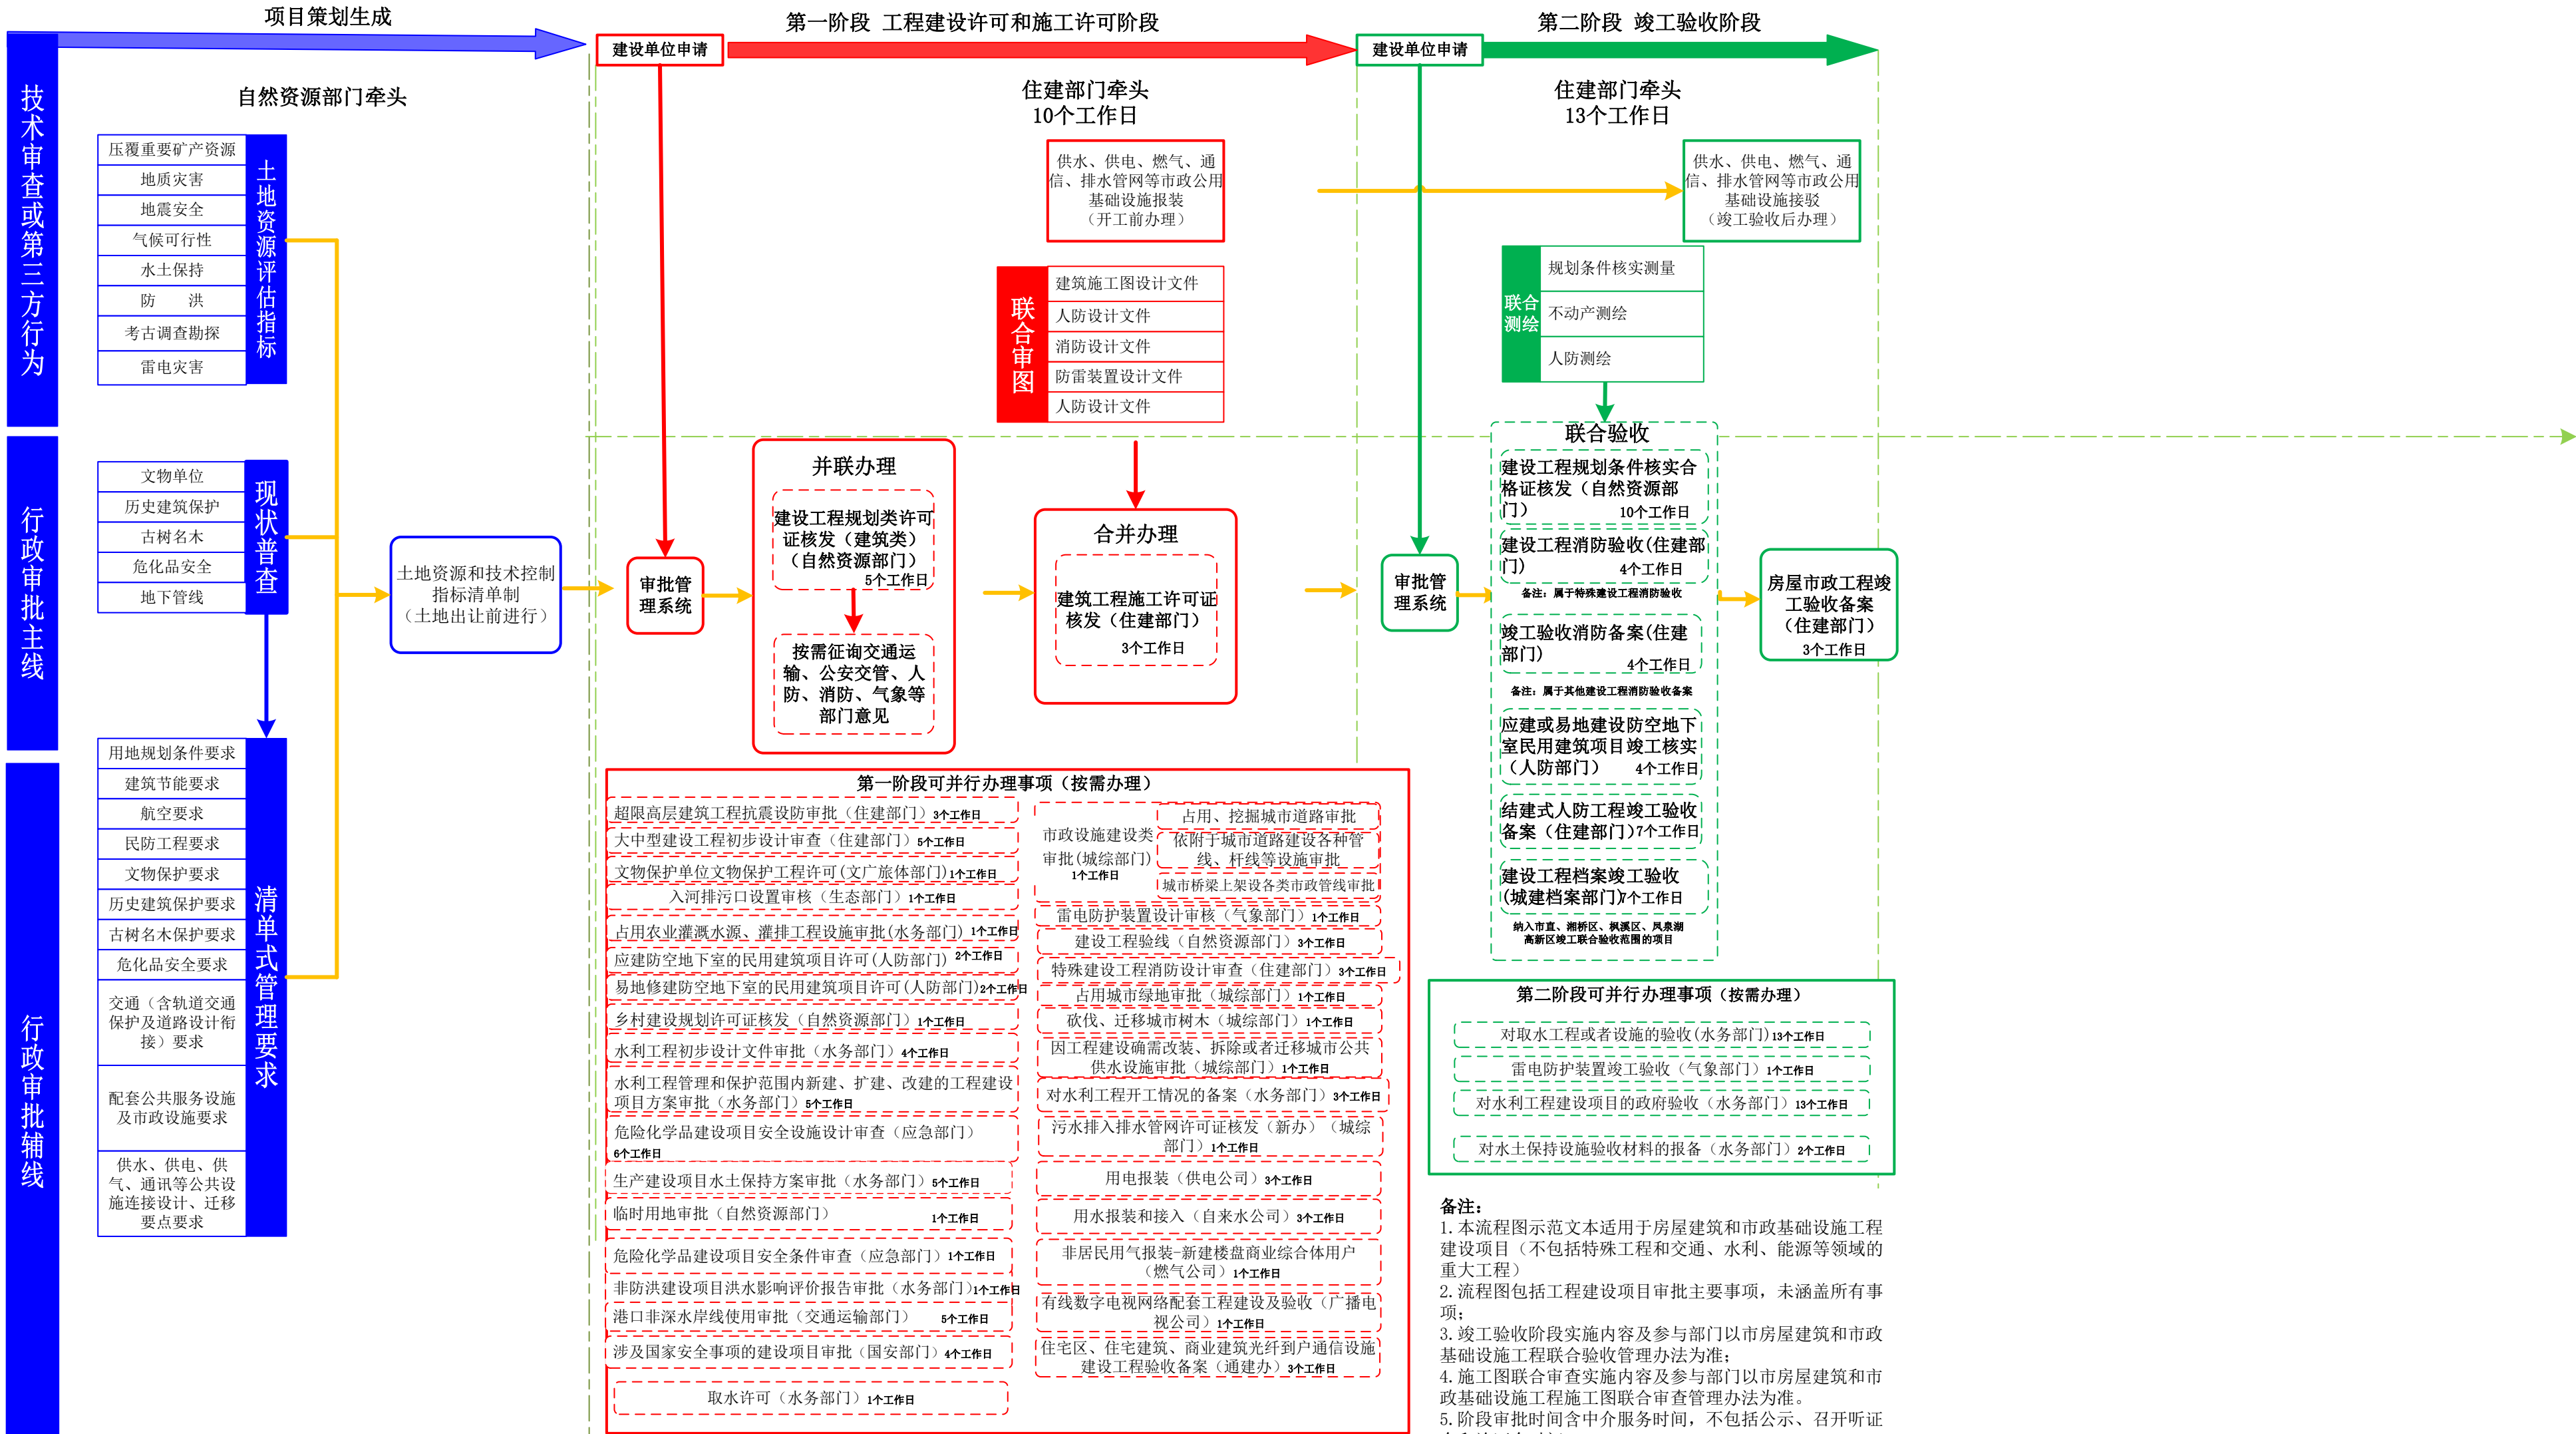 项目策划生成
第一阶段 工程建设许可和施工许可阶段
第二阶段 竣工验收阶段
建设单位申请
建设单位申请
技术审查或第三方行为
行政审批主线
行政审批辅线
自然资源部门牵头
压覆重要矿产资源
地质灾害
地震安全
气候可行性
水土保持
防 洪
考古调查勘探
雷电灾害
土地资源评估指标
文物单位
历史建筑保护
古树名木
危化品安全
地下管线
现状普查
用地规划条件要求
建筑节能要求
航空要求
民防工程要求
文物保护要求
历史建筑保护要求
古树名木保护要求
危化品安全要求
交通（含轨道交通
保护及道路设计衔
接）要求
配套公共服务设施
及市政设施要求
供水、供电、供
气、通讯等公共设
施连接设计、迁移
要点要求
清单式管理要求
土地资源和技术控制
指标清单制
（土地出让前进行）
住建部门牵头
10个工作日
供水、供电、燃气、通
信、排水管网等市政公用
基础设施报装
（开工前办理）
联合审图
建筑施工图设计文件
人防设计文件
消防设计文件
防雷装置设计文件
人防设计文件
审批管
理系统
并联办理
建设工程规划类许可
证核发（建筑类）
（自然资源部门）
5个工作日
按需征询交通运
输、公安交管、人
防、消防、气象等
部门意见
合并办理
建筑工程施工许可证
核发（住建部门）
3个工作日
第一阶段可并行办理事项（按需办理）
超限高层建筑工程抗震设防审批（住建部门）3个工作日
大中型建设工程初步设计审查（住建部门）5个工作日
文物保护单位文物保护工程许可(文广旅体部门)1个工作日
入河排污口设置审核（生态部门）1个工作日
占用农业灌溉水源、灌排工程设施审批(水务部门) 1个工作日
应建防空地下室的民用建筑项目许可(人防部门) 2个工作日
易地修建防空地下室的民用建筑项目许可(人防部门)2个工作日
乡村建设规划许可证核发（自然资源部门）1个工作日
水利工程初步设计文件审批（水务部门）4个工作日
水利工程管理和保护范围内新建、扩建、改建的工程建设
项目方案审批（水务部门）5个工作日
危险化学品建设项目安全设施设计审查（应急部门）
6个工作日
生产建设项目水土保持方案审批（水务部门）5个工作日
临时用地审批（自然资源部门） 1个工作日
危险化学品建设项目安全条件审查（应急部门）1个工作日
非防洪建设项目洪水影响评价报告审批（水务部门)1个工作日
港口非深水岸线使用审批（交通运输部门） 5个工作日
涉及国家安全事项的建设项目审批（国安部门）4个工作日
取水许可（水务部门）1个工作日
市政设施建设类
审批(城综部门)
1个工作日
占用、挖掘城市道路审批
依附于城市道路建设各种管
线、杆线等设施审批
城市桥梁上架设各类市政管线审批
雷电防护装置设计审核（气象部门）1个工作日
建设工程验线（自然资源部门）3个工作日
特殊建设工程消防设计审查（住建部门）3个工作日
占用城市绿地审批（城综部门）1个工作日
砍伐、迁移城市树木（城综部门）1个工作日
因工程建设确需改装、拆除或者迁移城市公共
供水设施审批（城综部门）1个工作日
对水利工程开工情况的备案（水务部门）3个工作日
污水排入排水管网许可证核发（新办）（城综
部门）1个工作日
用电报装（供电公司）3个工作日
用水报装和接入（自来水公司）3个工作日
非居民用气报装-新建楼盘商业综合体用户
（燃气公司）1个工作日
有线数字电视网络配套工程建设及验收（广播电
视公司）1个工作日
住宅区、住宅建筑、商业建筑光纤到户通信设施
建设工程验收备案（通建办）3个工作日
住建部门牵头
13个工作日
供水、供电、燃气、通
信、排水管网等市政公用
基础设施接驳
（竣工验收后办理）
联合
测绘
规划条件核实测量
不动产测绘
人防测绘
审批管
理系统
联合验收
建设工程规划条件核实合
格证核发（自然资源部
门） 10个工作日
建设工程消防验收(住建部
门) 4个工作日
备注：属于特殊建设工程消防验收
竣工验收消防备案(住建
部门) 4个工作日
备注：属于其他建设工程消防验收备案
应建或易地建设防空地下
室民用建筑项目竣工核实
（人防部门） 4个工作日
结建式人防工程竣工验收
备案（住建部门)7个工作日
建设工程档案竣工验收
(城建档案部门)7个工作日
纳入市直、湘桥区、枫溪区、凤泉湖
高新区竣工联合验收范围的项目
房屋市政工程竣
工验收备案
（住建部门）
3个工作日
第二阶段可并行办理事项（按需办理）
对取水工程或者设施的验收(水务部门)13个工作日
雷电防护装置竣工验收（气象部门）1个工作日
对水利工程建设项目的政府验收（水务部门）13个工作日
对水土保持设施验收材料的报备（水务部门）2个工作日
备注：
1.本流程图示范文本适用于房屋建筑和市政基础设施工程
建设项目（不包括特殊工程和交通、水利、能源等领域的
重大工程）
2.流程图包括工程建设项目审批主要事项，未涵盖所有事
项；
3.竣工验收阶段实施内容及参与部门以市房屋建筑和市政
基础设施工程联合验收管理办法为准；
4.施工图联合审查实施内容及参与部门以市房屋建筑和市
政基础设施工程施工图联合审查管理办法为准。
5.阶段审批时间含中介服务时间，不包括公示、召开听证